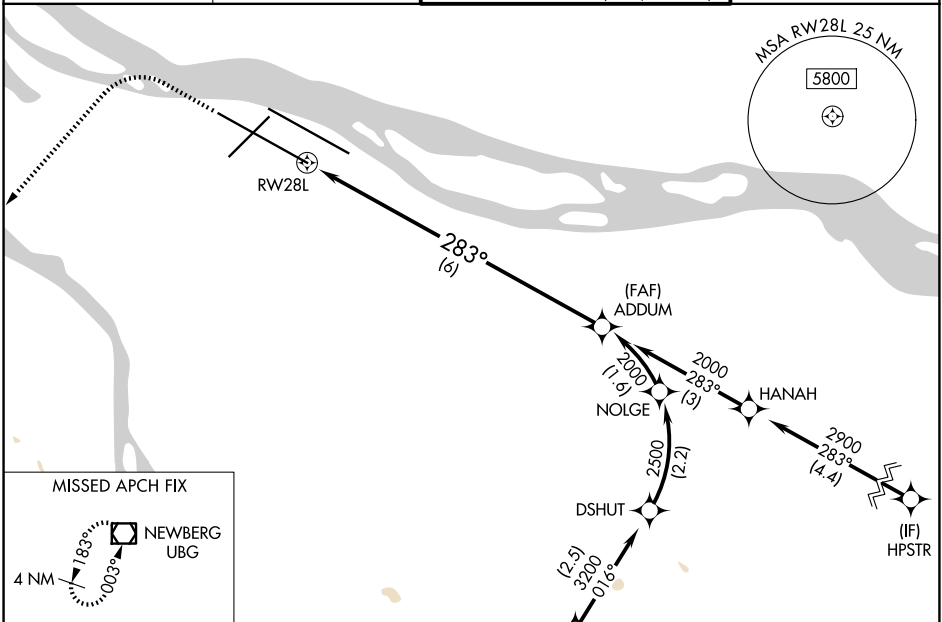 MSA RW28L 25 NM
5800
RW28L
283°
(6)
(FAF)
ADDUM
2000
(1.6)
NOLGE
2000
283°
(3)
HANAH
2900
283°
(4.4)
(IF)
HPSTR
2500
(2.2)
DSHUT
(2.5)
3200
016°
MISSED APCH FIX
NEWBERG
UBG
183°
003°
4 NM